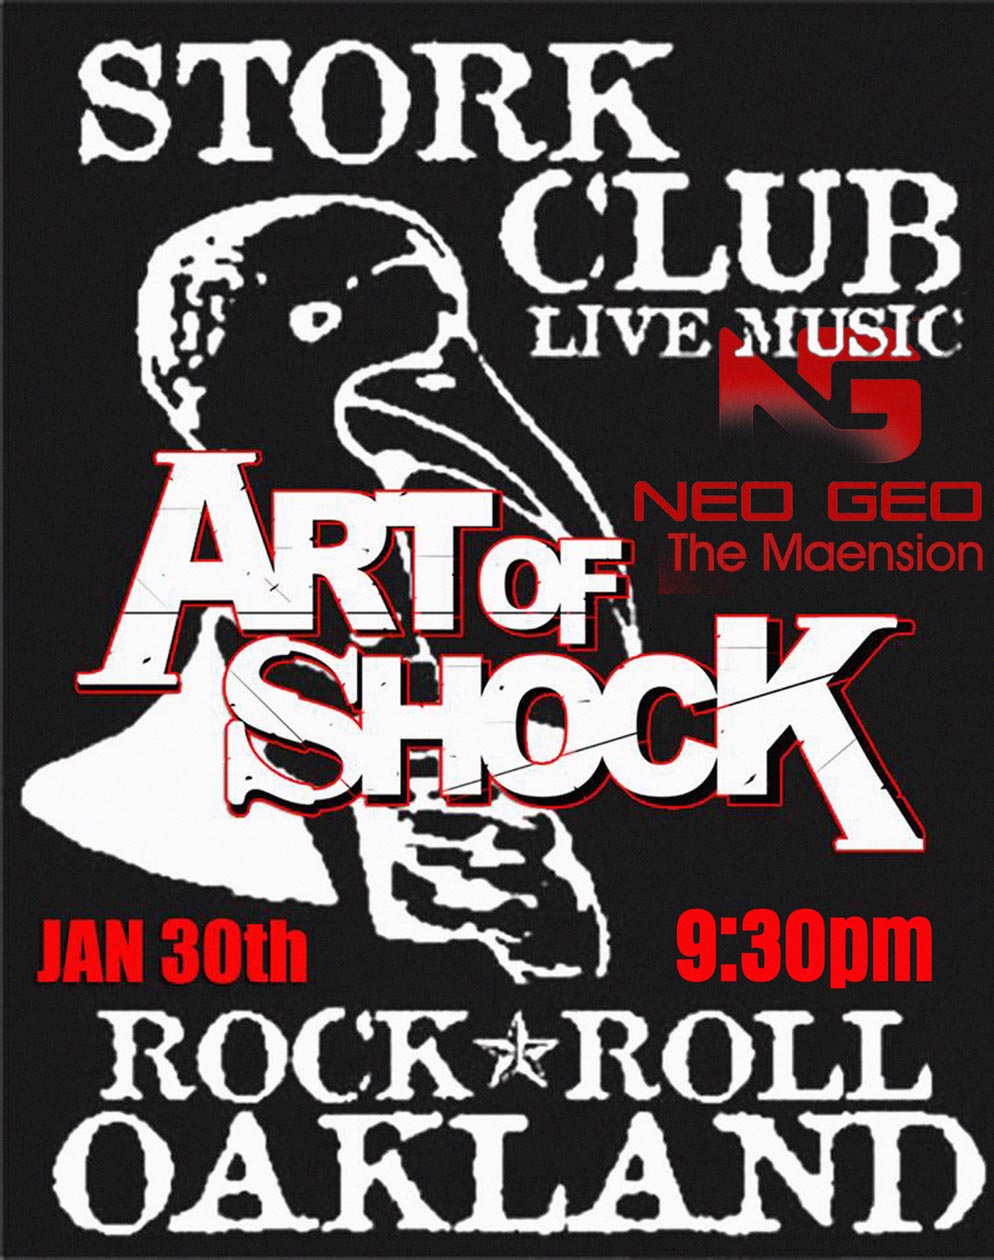 STORK
CLUB
LIVE MUSIC
NG
NEO GEO
The Maension
ART OF
SHOCK
JAN 30th
9:30pm
ROCK★ROLL
OAKLAND